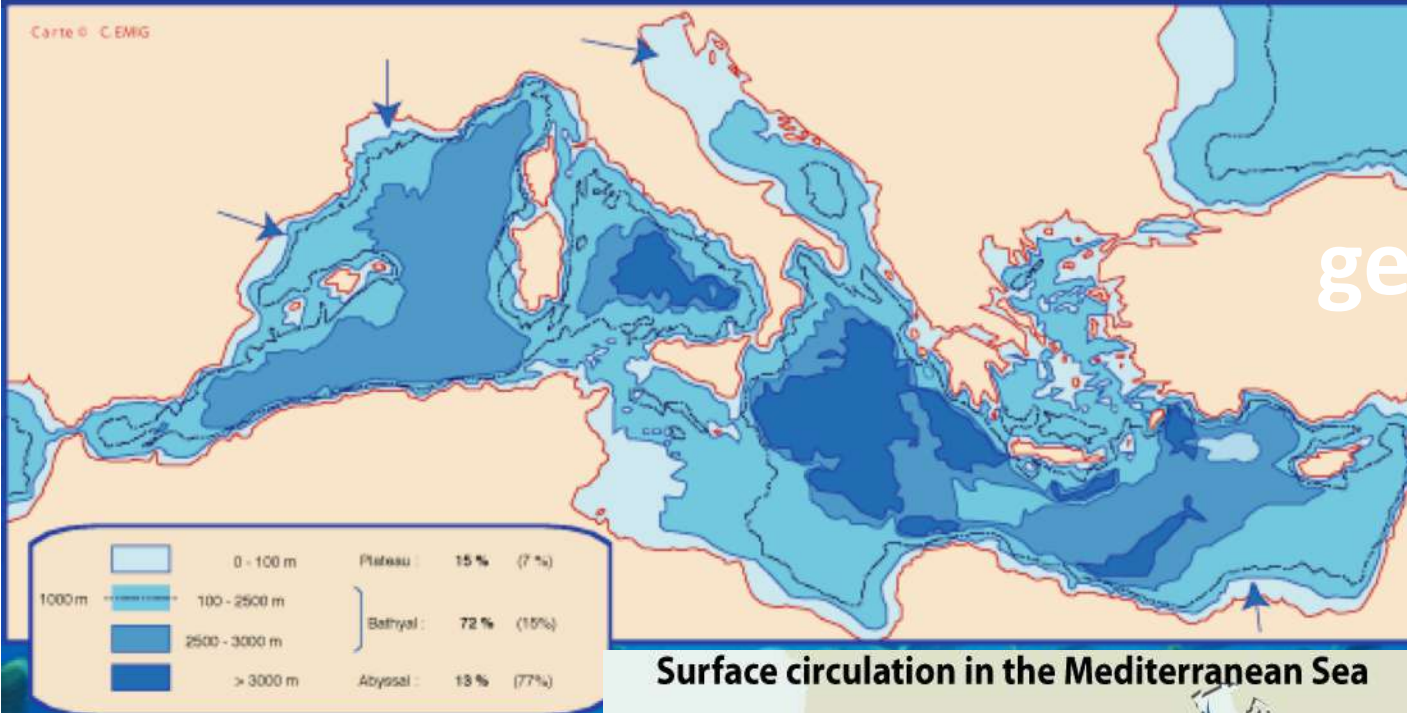 Carte © C.EMIG
ge
0 - 100 m Plateau : 15 % (7 %)
1000 m 100 - 2500 m
Bathyal : 72 % (15%)
2500 - 3000 m
> 3000 m Abyssal : 13 % (77%)
Surface circulation in the Mediterranean Sea